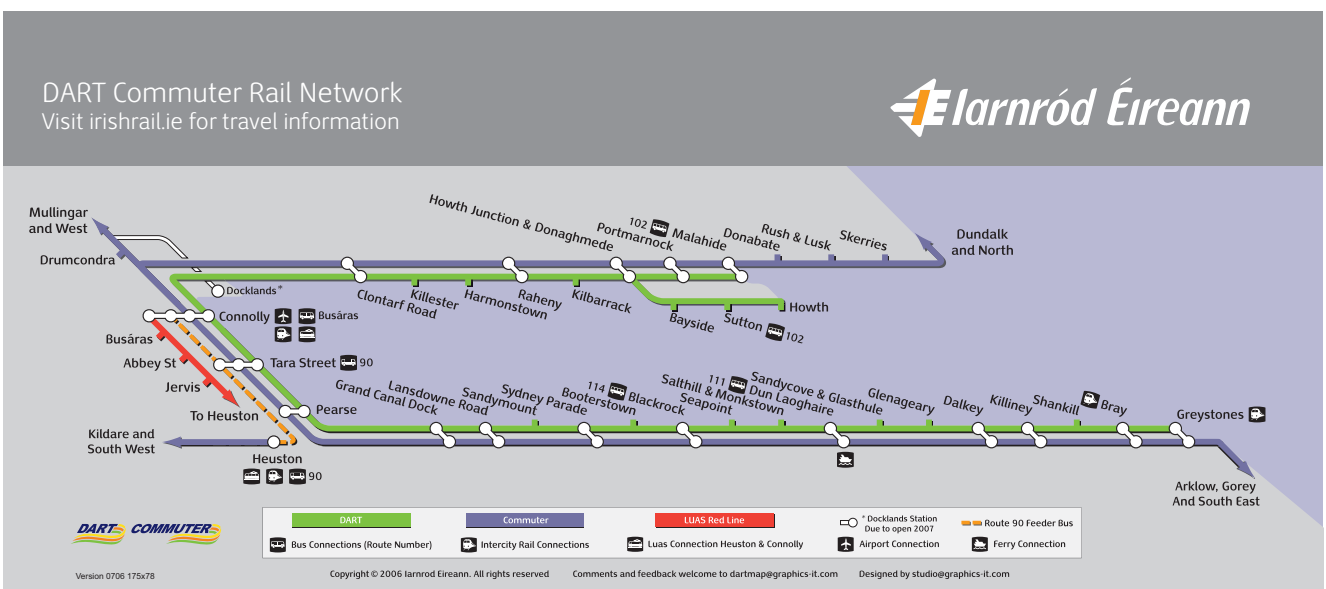 DART Commuter Rail Network
Visit irishrail.ie for travel information
IE Iarnród Éireann
Mullingar
and West
Drumcondra
Docklands *
Howth Junction & Donaghmede
Portmarnock
102
Malahide
Donabate
Rush & Lusk
Skerries
Dundalk
and North
Clontarf Road
Killester
Harmonstown
Raheny
Kilbarrack
Bayside
Sutton
102
Howth
Connolly
Busáras
Busáras
Abbey St
Jervis
To Heuston
Tara Street
90
Pearse
Kildare and
South West
Heuston
90
Grand Canal Dock
Lansdowne Road
Sandymount
Sydney Parade
Booterstown
114
Blackrock
Seapoint
Salthill & Monkstown
111
Dun Laoghaire
Sandycove & Glasthule
Glenageary
Dalkey
Killiney
Shankill
Bray
Greystones
Arklow, Gorey
And South East
DART COMMUTER
DART
Commuter
LUAS Red Line
* Docklands Station
Due to open 2007
Route 90 Feeder Bus
Bus Connections (Route Number)
Intercity Rail Connections
Luas Connection Heuston & Connolly
Airport Connection
Ferry Connection
Version 0706 175x78
Copyright © 2006 Iarnrod Eireann. All rights reserved
Comments and feedback welcome to dartmap@graphics-it.com
Designed by studio@graphics-it.com